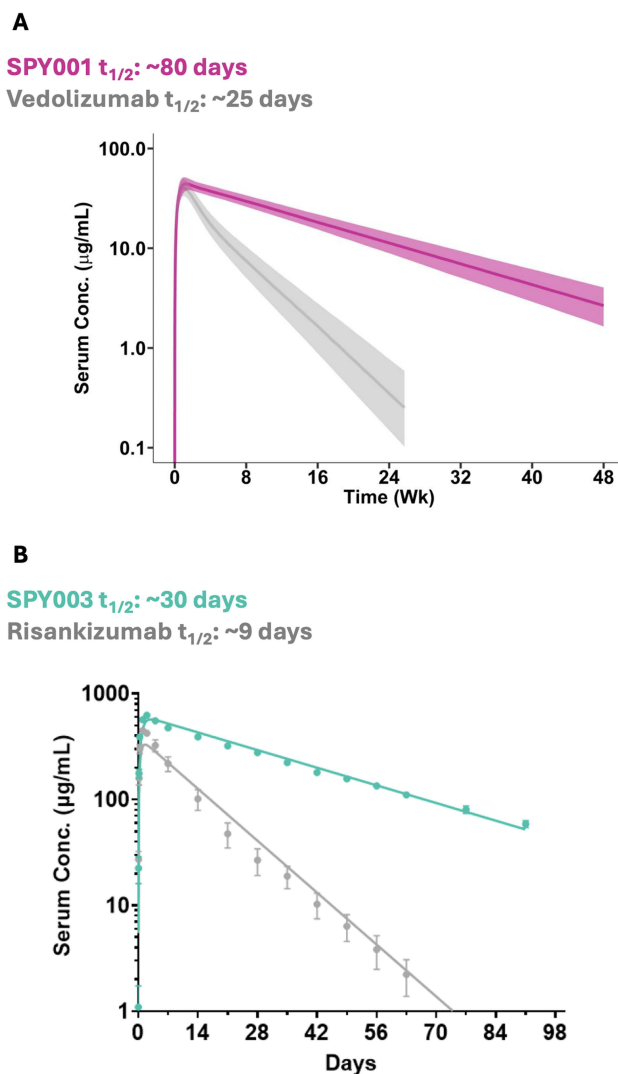 A
SPY001 t1/2: ~80 days
Vedolizumab t1/2: ~25 days
100.0
10.0
1.0
0.1
Serum Conc. (μg/mL)
0 8 16 24 32 40 48
Time (Wk)
B
SPY003 t1/2: ~30 days
Risankizumab t1/2: ~9 days
1000
100
10
1
Serum Conc. (μg/mL)
0 14 28 42 56 70 84 98
Days